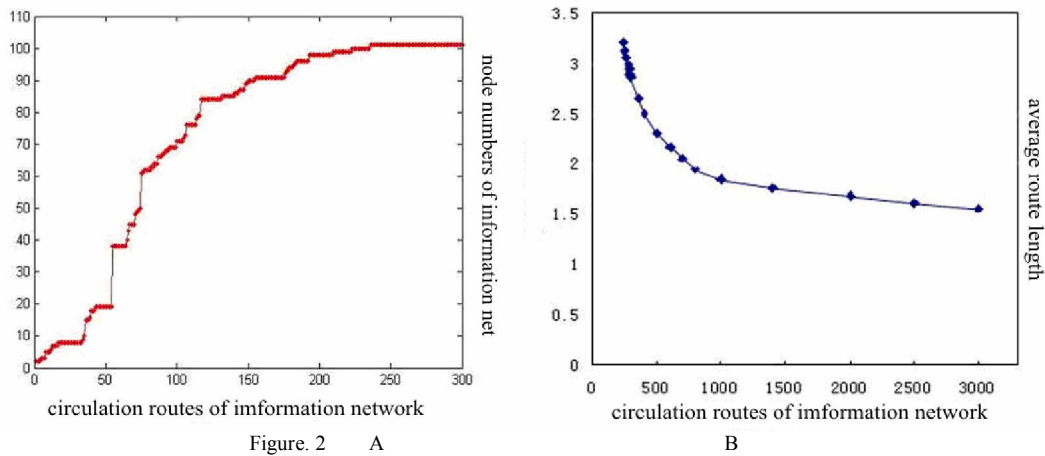 110
100
90
80
70
60
50
40
30
20
10
0
0 50 100 150 200 250 300
node numbers of information net
circulation routes of imformation network
3.5
3
2.5
2
1.5
1
0.5
0
0 500 1000 1500 2000 2500 3000
average route length
circulation routes of imformation network
Figure. 2 A B